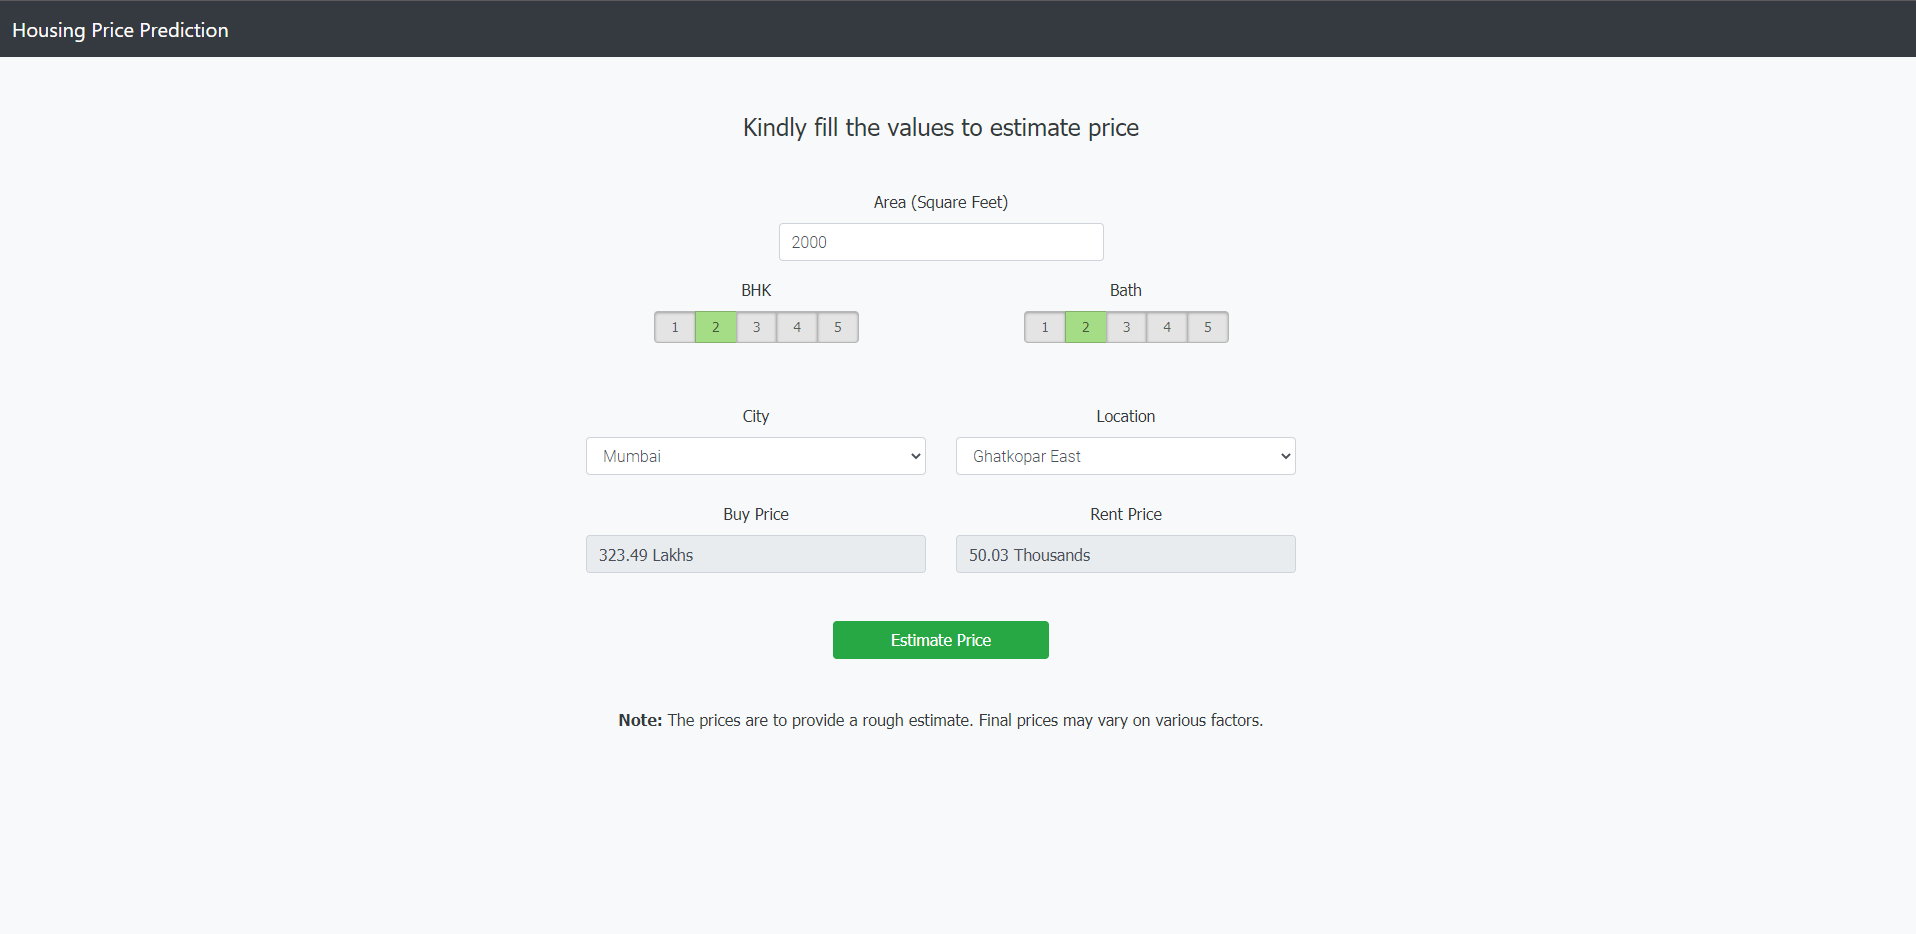 Housing Price Prediction
Kindly fill the values to estimate price
Area (Square Feet)
2000
BHK Bath
1 2 3 4 5 1 2 3 4 5
City Location
Mumbai Ghatkopar East
Buy Price Rent Price
323.49 Lakhs 50.03 Thousands
Estimate Price
Note: The prices are to provide a rough estimate. Final prices may vary on various factors.